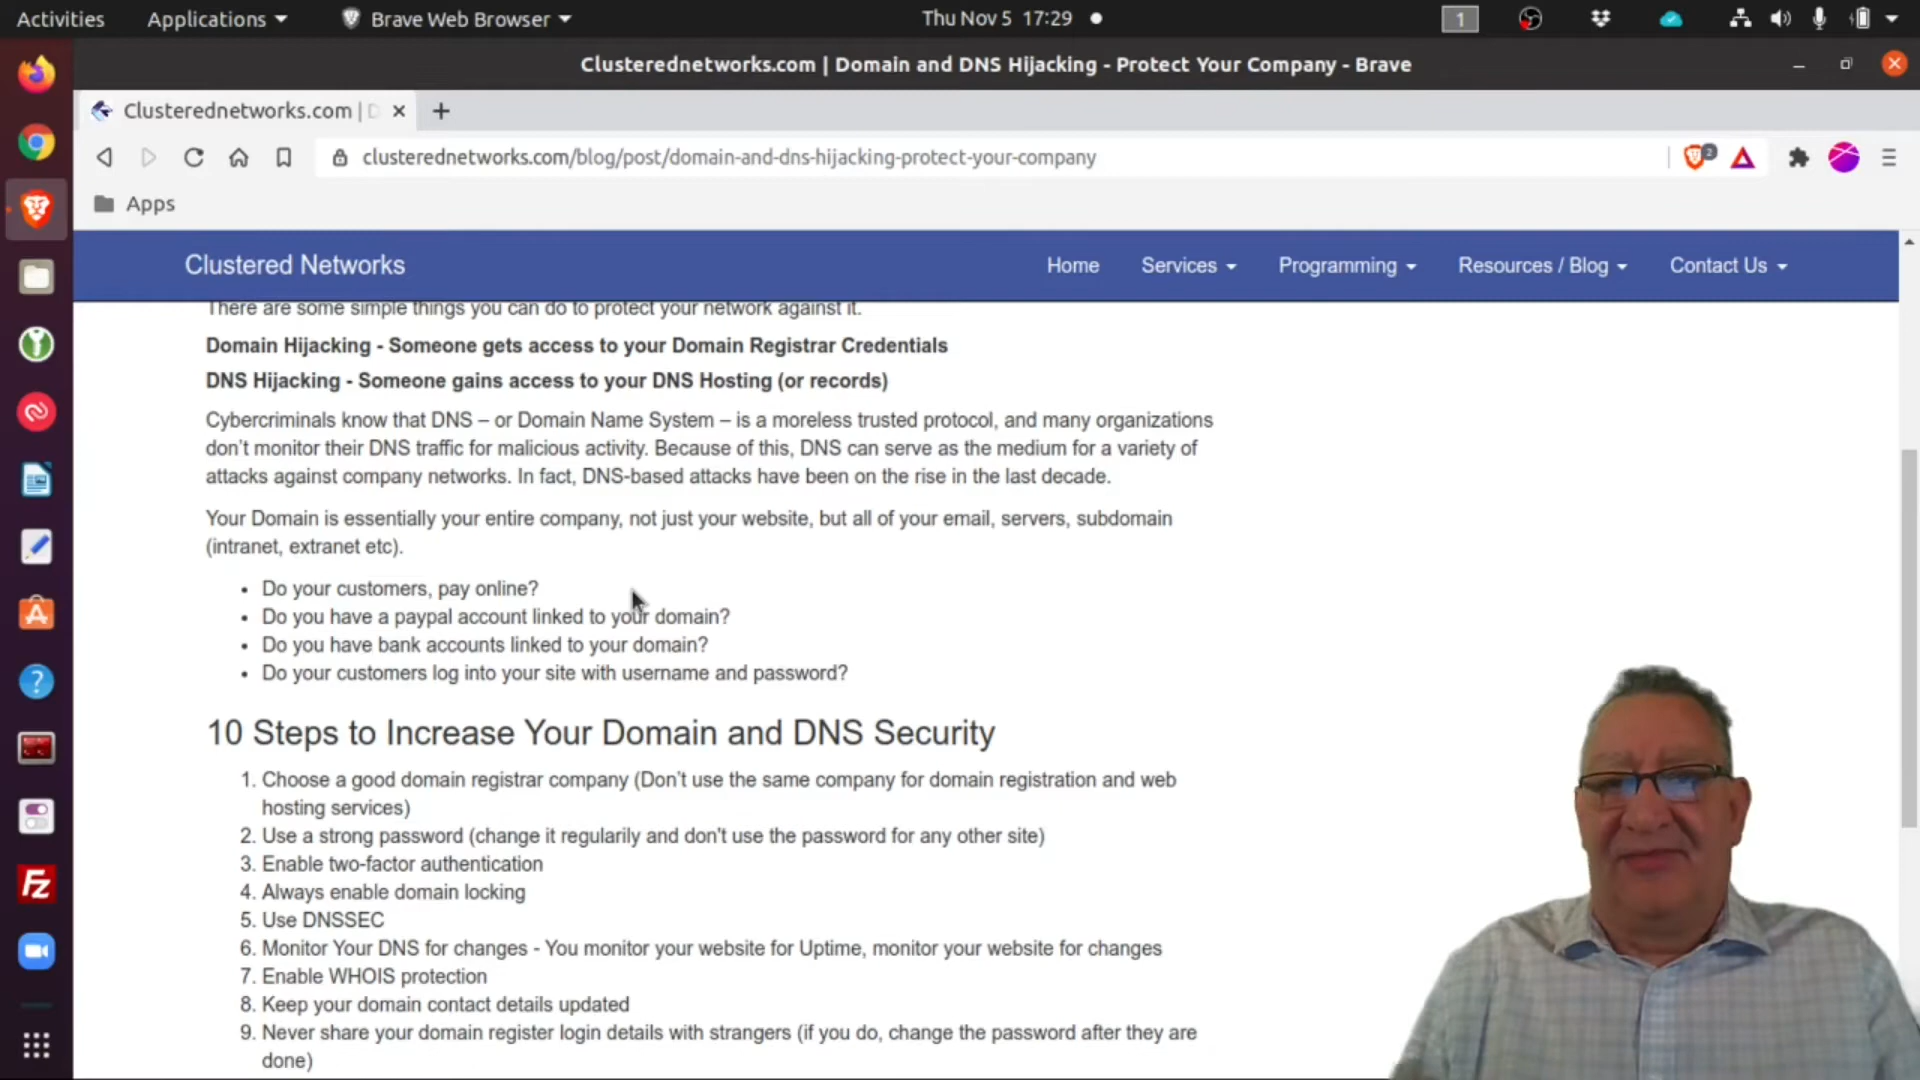 Activities Applications Brave Web Browser Thu Nov 5 17:29 1
Clusterednetworks.com | Domain and DNS Hijacking - Protect Your Company - Brave
Clusterednetworks.com | D
clusterednetworks.com/blog/post/domain-and-dns-hijacking-protect-your-company 2
Apps
Clustered Networks Home Services Programming Resources / Blog Contact Us
There are some simple things you can do to protect your network against it.
Domain Hijacking - Someone gets access to your Domain Registrar Credentials
DNS Hijacking - Someone gains access to your DNS Hosting (or records)
Cybercriminals know that DNS – or Domain Name System – is a moreless trusted protocol, and many organizations
don't monitor their DNS traffic for malicious activity. Because of this, DNS can serve as the medium for a variety of
attacks against company networks. In fact, DNS-based attacks have been on the rise in the last decade.
Your Domain is essentially your entire company, not just your website, but all of your email, servers, subdomain
(intranet, extranet etc).
• Do your customers, pay online?
• Do you have a paypal account linked to your domain?
• Do you have bank accounts linked to your domain?
• Do your customers log into your site with username and password?
10 Steps to Increase Your Domain and DNS Security
1. Choose a good domain registrar company (Don't use the same company for domain registration and web
hosting services)
2. Use a strong password (change it regularily and don't use the password for any other site)
3. Enable two-factor authentication
4. Always enable domain locking
5. Use DNSSEC
6. Monitor Your DNS for changes - You monitor your website for Uptime, monitor your website for changes
7. Enable WHOIS protection
8. Keep your domain contact details updated
9. Never share your domain register login details with strangers (if you do, change the password after they are
done)